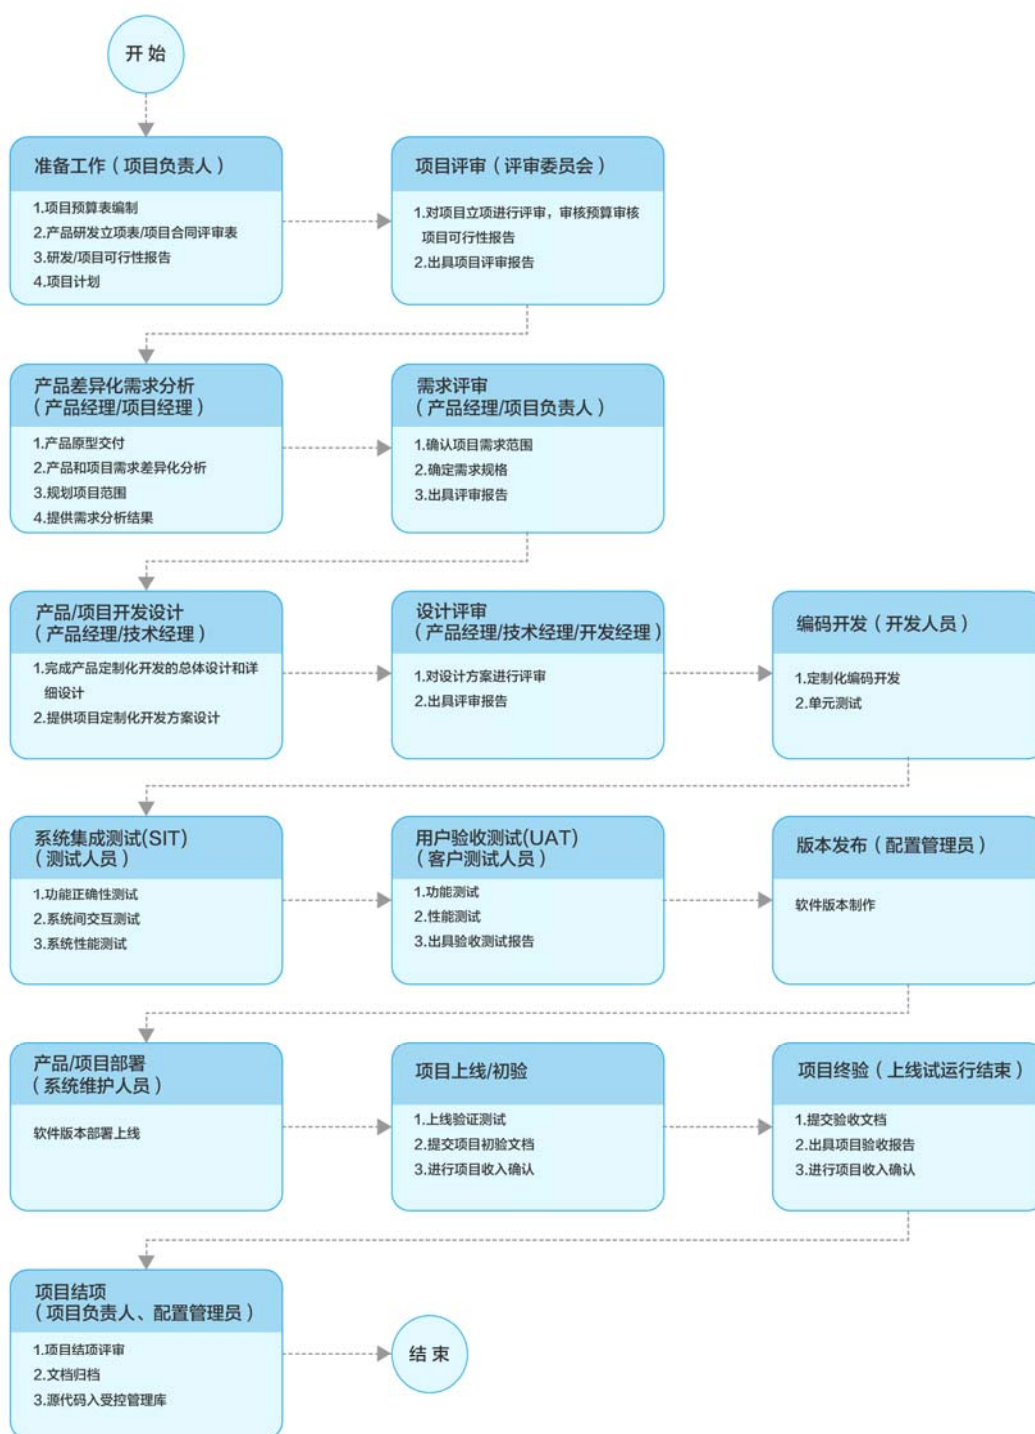 开 始
准备工作（项目负责人）
1.项目预算表编制
2.产品研发立项表/项目合同评审表
3.研发/项目可行性报告
4.项目计划
项目评审（评审委员会）
1.对项目立项进行评审，审核预算审核
项目可行性报告
2.出具项目评审报告
产品差异化需求分析
（产品经理/项目经理）
1.产品原型交付
2.产品和项目需求差异化分析
3.规划项目范围
4.提供需求分析结果
需求评审
（产品经理/项目负责人）
1.确认项目需求范围
2.确定需求规格
3.出具评审报告
产品/项目开发设计
（产品经理/技术经理）
1.完成产品定制化开发的总体设计和详
细设计
2.提供项目定制化开发方案设计
设计评审
（产品经理/技术经理/开发经理）
1.对设计方案进行评审
2.出具评审报告
编码开发（开发人员）
1.定制化编码开发
2.单元测试
系统集成测试(SIT)
（测试人员）
1.功能正确性测试
2.系统间交互测试
3.系统性能测试
用户验收测试(UAT)
（客户测试人员）
1.功能测试
2.性能测试
3.出具验收测试报告
版本发布（配置管理员）
软件版本制作
产品/项目部署
（系统维护人员）
软件版本部署上线
项目上线/初验
1.上线验证测试
2.提交项目初验文档
3.进行项目收入确认
项目终验（上线试运行结束）
1.提交验收文档
2.出具项目验收报告
3.进行项目收入确认
项目结项
（项目负责人、配置管理员）
1.项目结项评审
2.文档归档
3.源代码入受控管理库
结 束